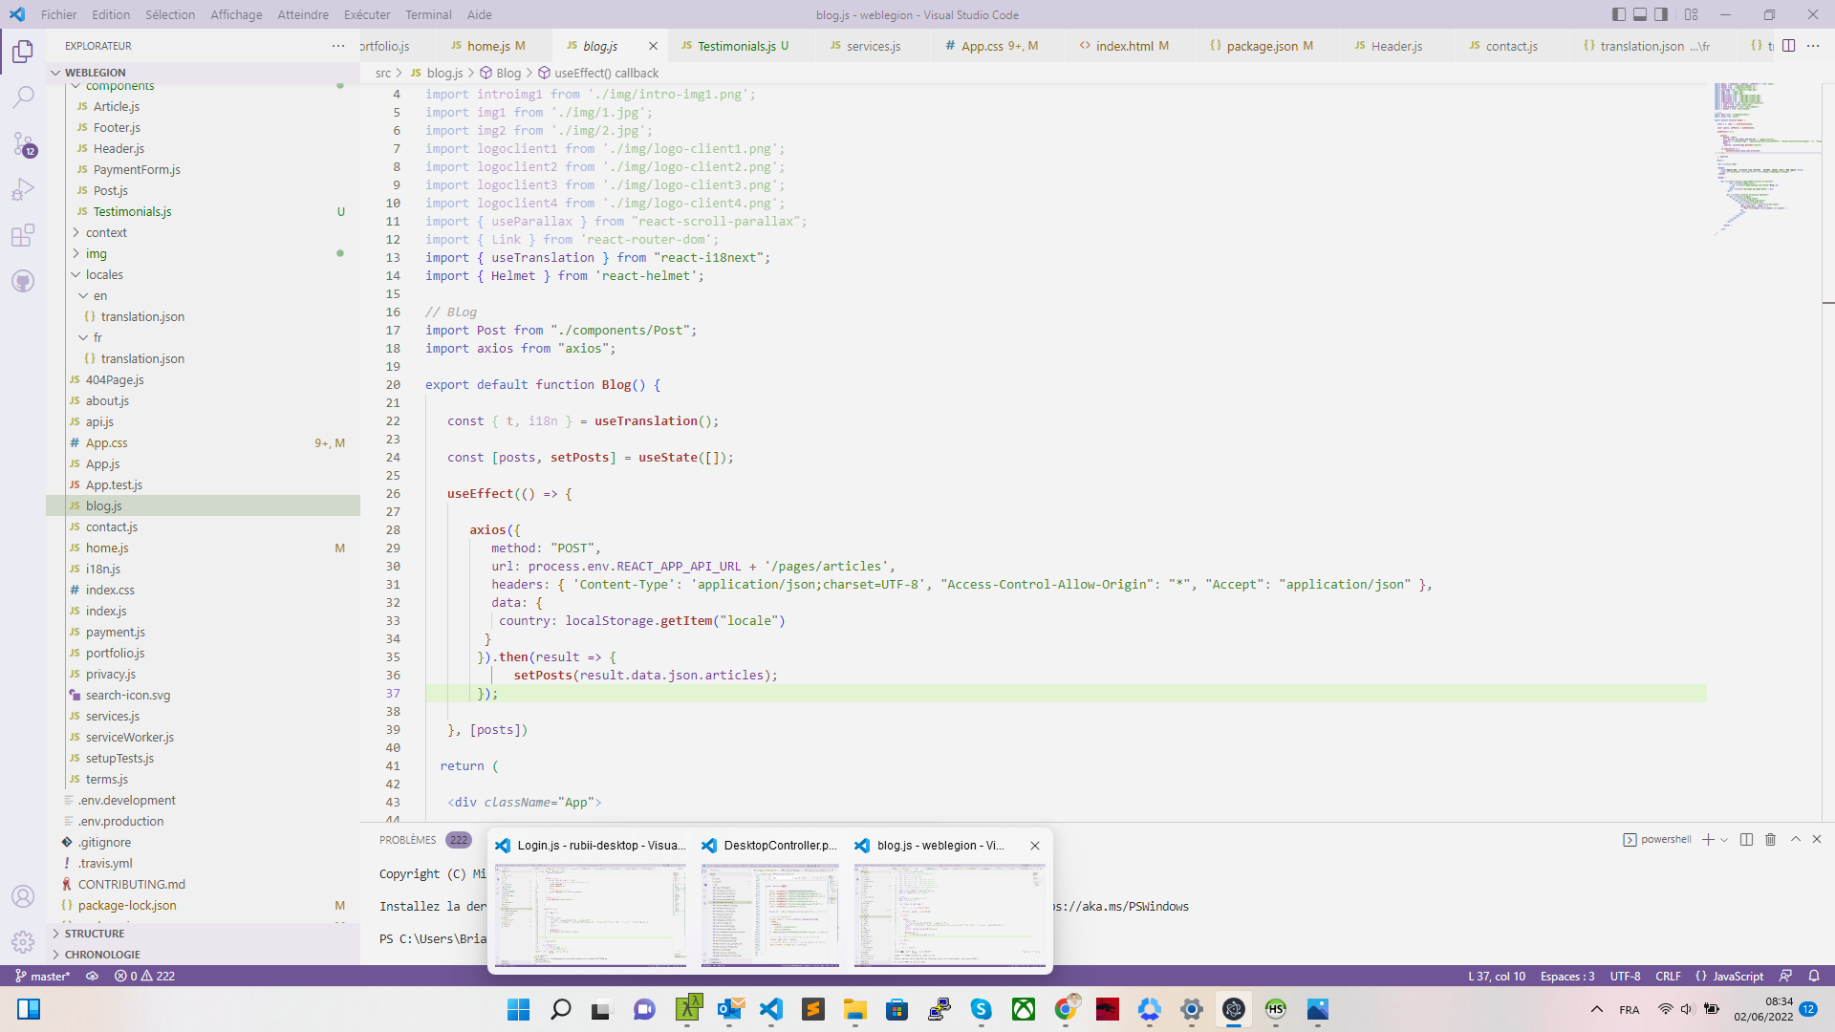 Fichier Edition Sélection Affichage Atteindre Exécuter Terminal Aide
blog.js - weblegion - Visual Studio Code
EXPLORATEUR
ortfolio.js
home.js M
blog.js
Testimonials.js U
services.js
App.css 9+, M
index.html M
package.json M
Header.js
contact.js
translation.json ...\fr
WEBLEGION
src > JS blog.js > Blog > useEffect() callback
components
Article.js
Footer.js
Header.js
PaymentForm.js
Post.js
Testimonials.js U
context
img
locales
en
translation.json
fr
translation.json
404Page.js
about.js
api.js
App.css 9+, M
App.js
App.test.js
blog.js
contact.js
home.js M
i18n.js
index.css
index.js
payment.js
portfolio.js
privacy.js
search-icon.svg
services.js
serviceWorker.js
setupTests.js
terms.js
.env.development
.env.production
.gitignore
.travis.yml
CONTRIBUTING.md
package-lock.json M
STRUCTURE
CHRONOLOGIE
4 import introimg1 from './img/intro-img1.png';
5 import img1 from './img/1.jpg';
6 import img2 from './img/2.jpg';
7 import logoclient1 from './img/logo-client1.png';
8 import logoclient2 from './img/logo-client2.png';
9 import logoclient3 from './img/logo-client3.png';
10 import logoclient4 from './img/logo-client4.png';
11 import { useParallax } from "react-scroll-parallax";
12 import { Link } from 'react-router-dom';
13 import { useTranslation } from "react-i18next";
14 import { Helmet } from 'react-helmet';
15
16 // Blog
17 import Post from "./components/Post";
18 import axios from "axios";
19
20 export default function Blog() {
21
22 const { t, i18n } = useTranslation();
23
24 const [posts, setPosts] = useState([]);
25
26 useEffect(() => {
27
28 axios({
29 method: "POST",
30 url: process.env.REACT_APP_API_URL + '/pages/articles',
31 headers: { 'Content-Type': 'application/json;charset=UTF-8', "Access-Control-Allow-Origin": "*", "Accept": "application/json" },
32 data: {
33 country: localStorage.getItem("locale")
34 }
35 }).then(result => {
36 setPosts(result.data.json.articles);
37 });
38
39 }, [posts])
40
41 return (
42
43 <div className="App">
44
PROBLÈMES 222
powershell
Login.js - rubii-desktop - Visua...
DesktopController.p...
blog.js - weblegion - Vi...
Copyright (C) Mi
Installez la der
ps://aka.ms/PSWindows
PS C:\Users\Bria
master* 0 222
L 37, col 10 Espaces : 3 UTF-8 CRLF {} JavaScript
FRA
08:34
02/06/2022
12